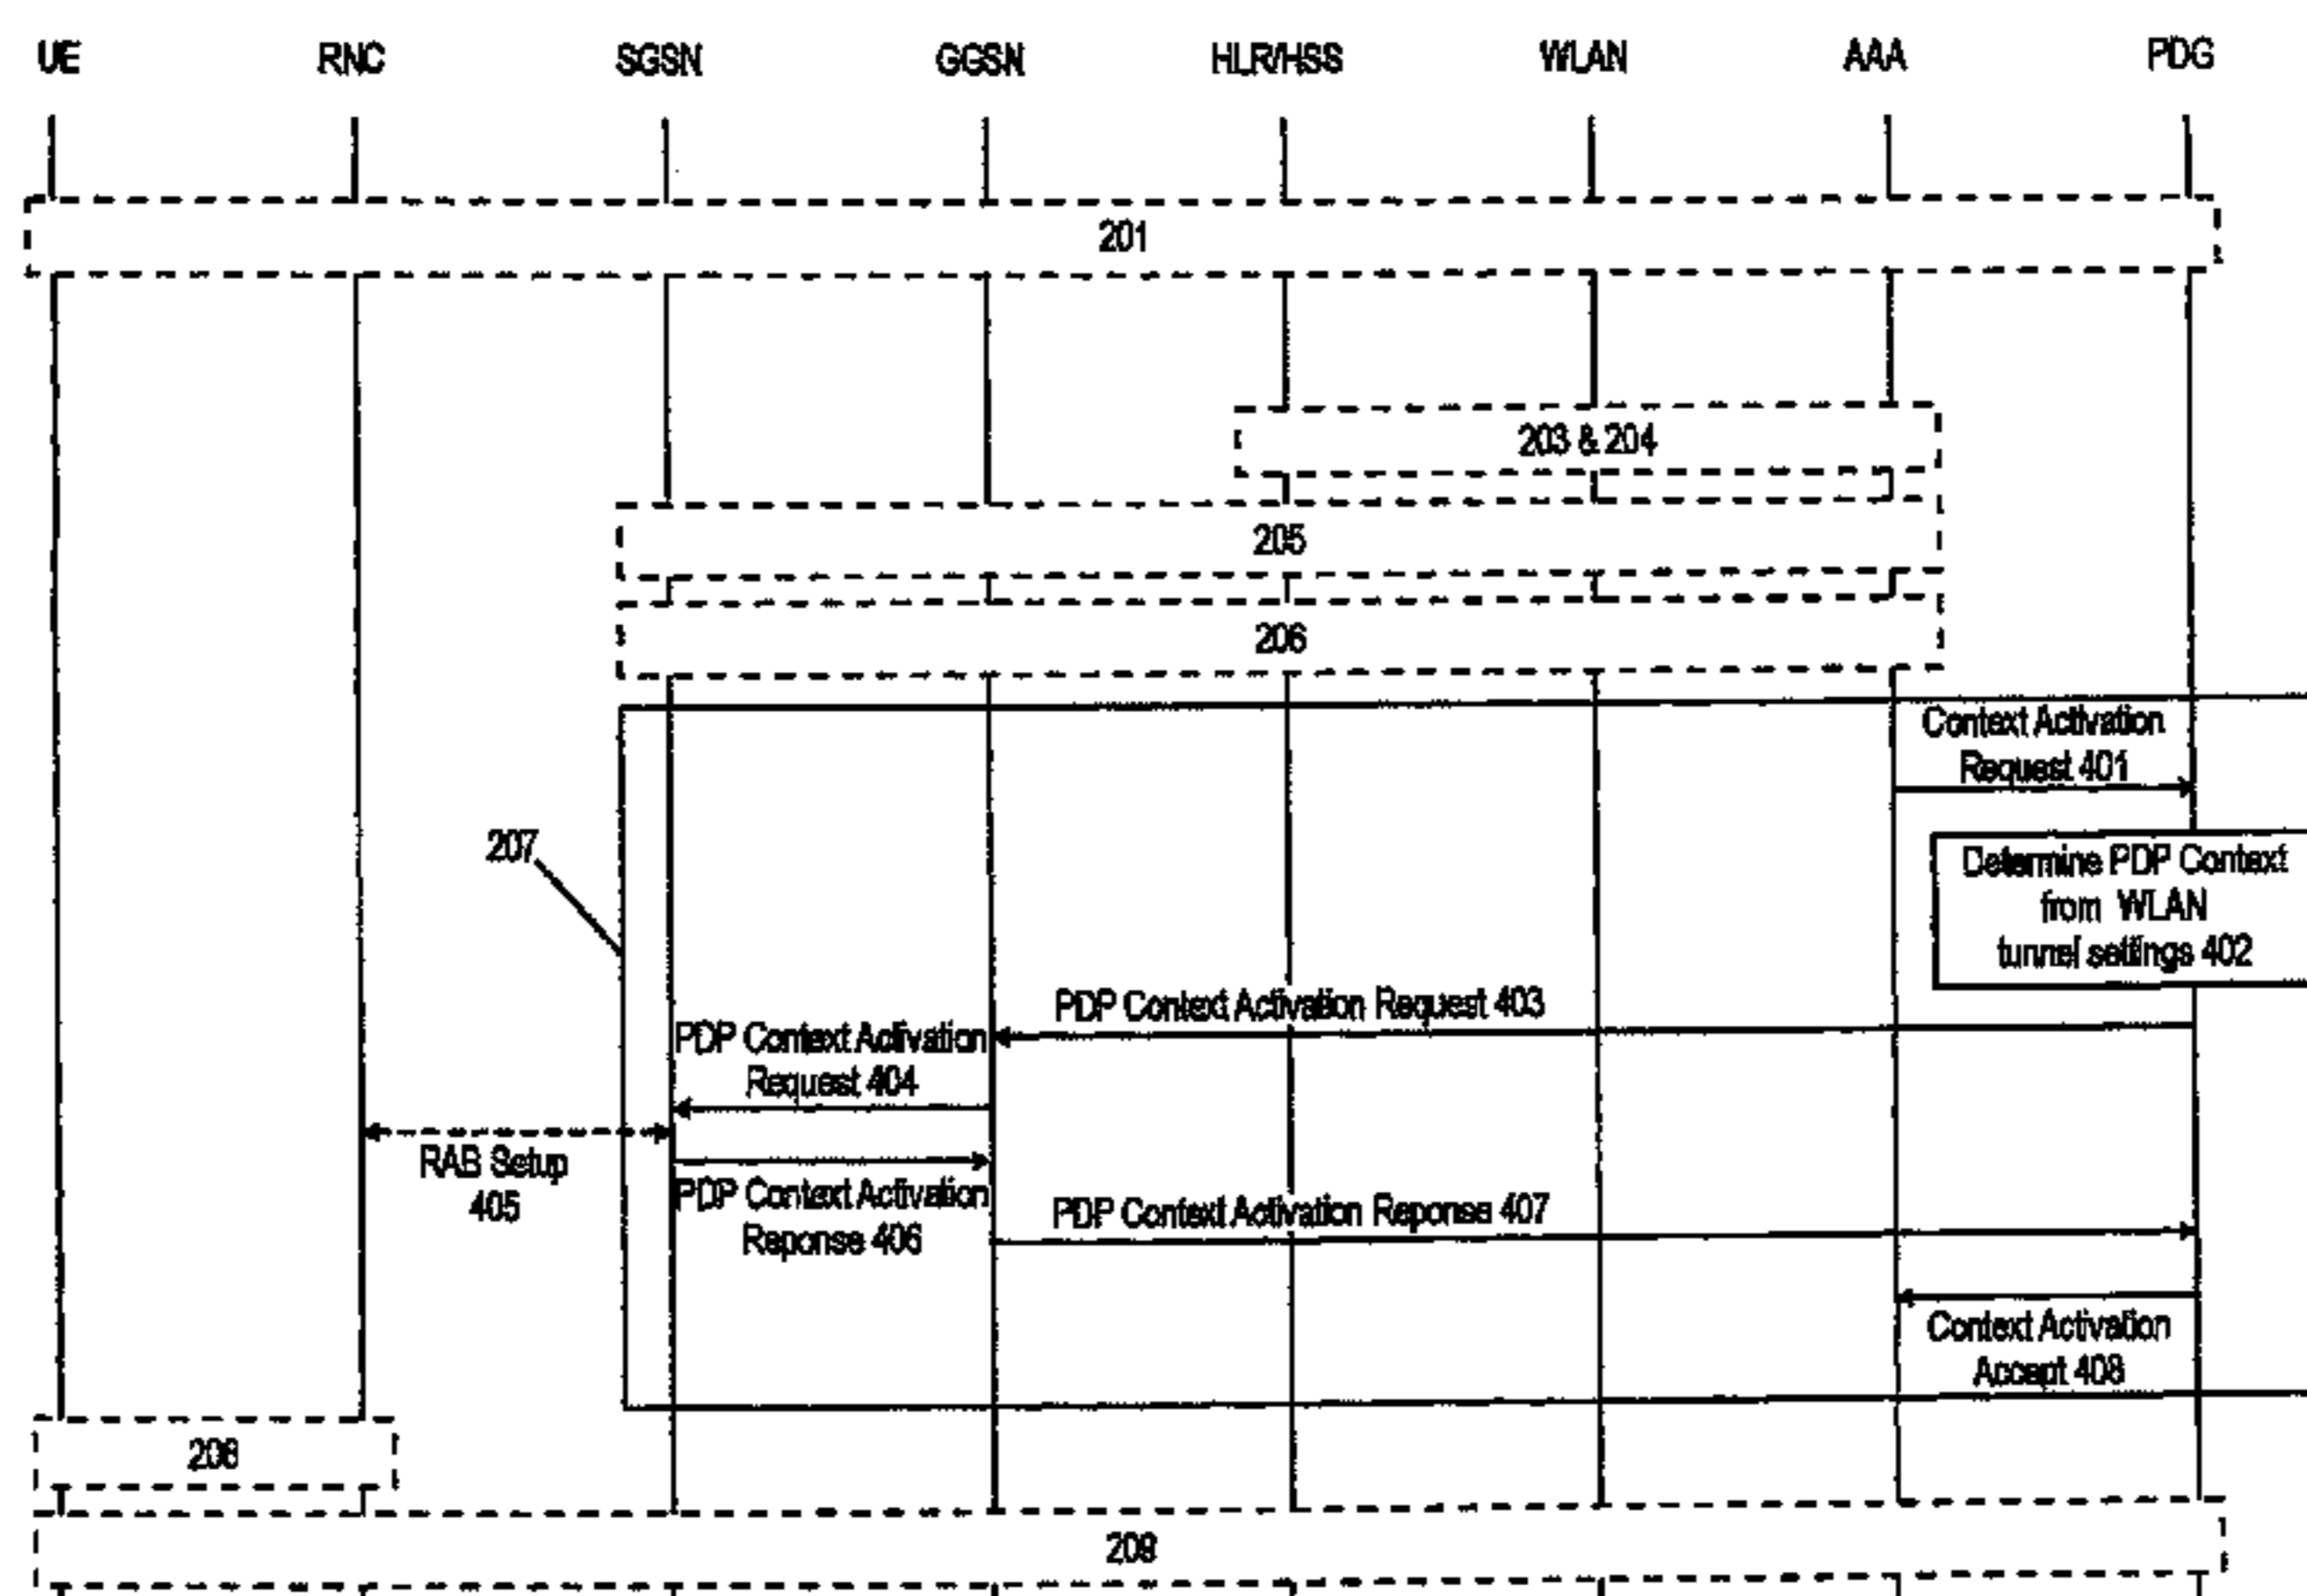 UE RNC SGSN GGSN HLR/HSS WLAN AAA PDG
201
203 & 204
205
206
Context Activation
Request 401
207
Determine PDP Context
from WLAN
tunnel settings 402
PDP Context Activation Request 403
PDP Context Activation
Request 404
RAB Setup
405
PDP Context Activation
Reponse 406
PDP Context Activation Reponse 407
Context Activation
Accept 408
208
209